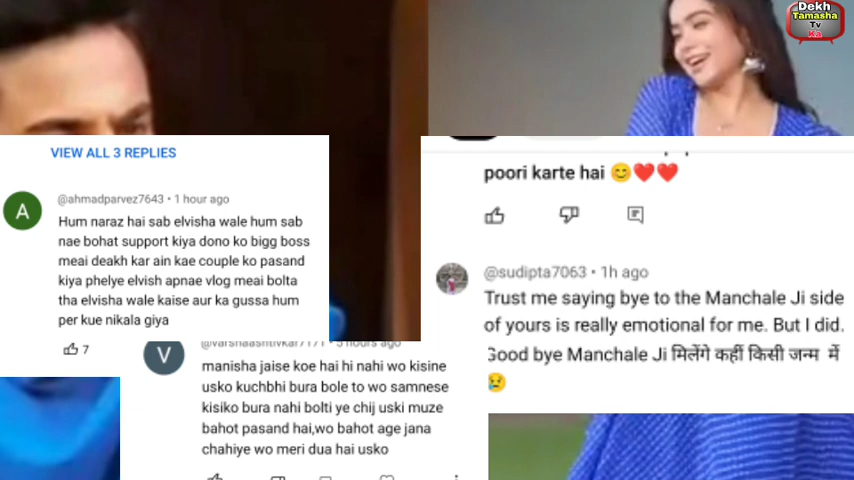 Dekh
Tamasha
Tv
Ka
VIEW ALL 3 REPLIES
@ahmadparvez7643 • 1 hour ago
A
Hum naraz hai sab elvisha wale hum sab
nae bohat support kiya dono ko bigg boss
meai deakh kar ain kae couple ko pasand
kiya phelye elvish apnae vlog meai bolta
tha elvisha wale kaise aur ka gussa hum
per kue nikala giya
7
V
manisha jaise koe hai hi nahi wo kisine
usko kuchbhi bura bole to wo samnese
kisiko bura nahi bolti ye chij uski muze
bahot pasand hai,wo bahot age jana
chahiye wo meri dua hai usko
poori karte hai 😊❤️❤️
@sudipta7063 • 1h ago
Trust me saying bye to the Manchale Ji side
of yours is really emotional for me. But I did.
Good bye Manchale Ji मिलेंगे कहीं किसी जन्म में
😢